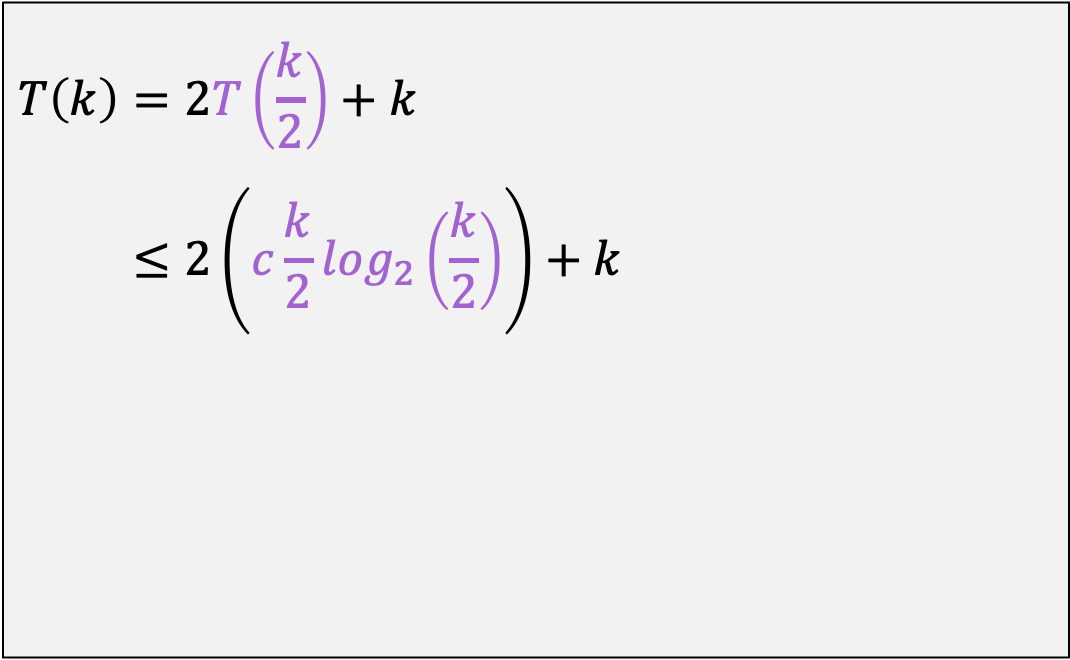 T(k) = 2T(k/2) + k
≤ 2(c k/2 log₂(k/2)) + k